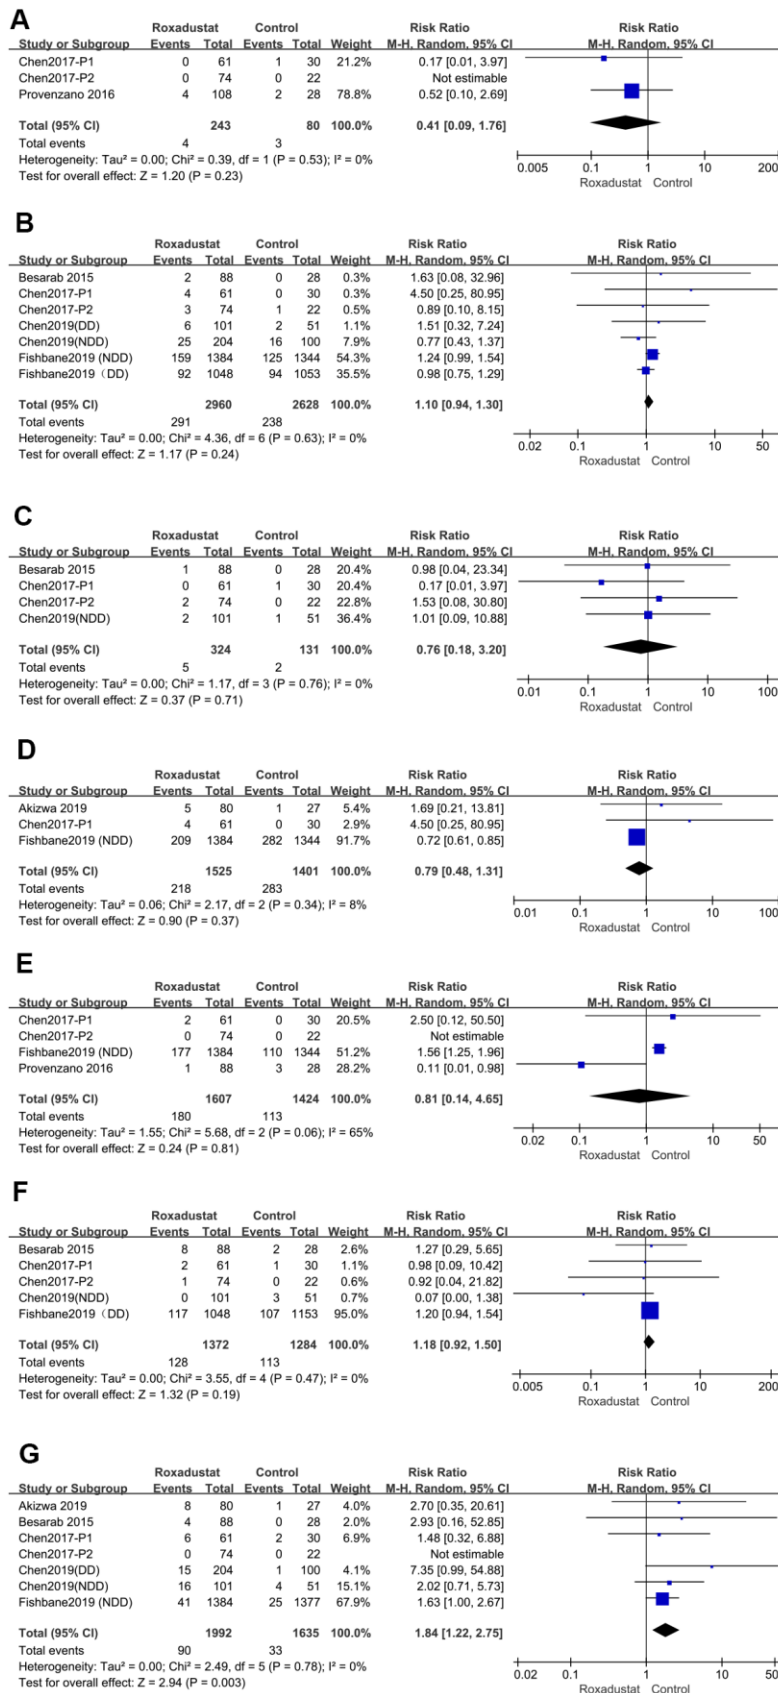 A
Roxadustat Control Risk Ratio Risk Ratio
Study or Subgroup Events Total Events Total Weight M-H, Random, 95% CI M-H, Random, 95% CI
Chen2017-P1 0 61 1 30 21.2% 0.17 [0.01, 3.97]
Chen2017-P2 0 74 0 22 Not estimable
Provenzano 2016 4 108 2 28 78.8% 0.52 [0.10, 2.69]
Total (95% CI) 243 80 100.0% 0.41 [0.09, 1.76]
Total events 4 3
Heterogeneity: Tau² = 0.00; Chi² = 0.39, df = 1 (P = 0.53); I² = 0%
Test for overall effect: Z = 1.20 (P = 0.23)
0.005 0.1 1 10 200
Roxadustat Control
B
Roxadustat Control Risk Ratio Risk Ratio
Study or Subgroup Events Total Events Total Weight M-H, Random, 95% CI M-H, Random, 95% CI
Besarab 2015 2 88 0 28 0.3% 1.63 [0.08, 32.96]
Chen2017-P1 4 61 0 30 0.3% 4.50 [0.25, 80.95]
Chen2017-P2 3 74 1 22 0.5% 0.89 [0.10, 8.15]
Chen2019(DD) 6 101 2 51 1.1% 1.51 [0.32, 7.24]
Chen2019(NDD) 25 204 16 100 7.9% 0.77 [0.43, 1.37]
Fishbane2019 (NDD) 159 1384 125 1344 54.3% 1.24 [0.99, 1.54]
Fishbane2019（DD) 92 1048 94 1053 35.5% 0.98 [0.75, 1.29]
Total (95% CI) 2960 2628 100.0% 1.10 [0.94, 1.30]
Total events 291 238
Heterogeneity: Tau² = 0.00; Chi² = 4.36, df = 6 (P = 0.63); I² = 0%
Test for overall effect: Z = 1.17 (P = 0.24)
0.02 0.1 1 10 50
Roxadustat Control
C
Roxadustat Control Risk Ratio Risk Ratio
Study or Subgroup Events Total Events Total Weight M-H, Random, 95% CI M-H, Random, 95% CI
Besarab 2015 1 88 0 28 20.4% 0.98 [0.04, 23.34]
Chen2017-P1 0 61 1 30 20.4% 0.17 [0.01, 3.97]
Chen2017-P2 2 74 0 22 22.8% 1.53 [0.08, 30.80]
Chen2019(NDD) 2 101 1 51 36.4% 1.01 [0.09, 10.88]
Total (95% CI) 324 131 100.0% 0.76 [0.18, 3.20]
Total events 5 2
Heterogeneity: Tau² = 0.00; Chi² = 1.17, df = 3 (P = 0.76); I² = 0%
Test for overall effect: Z = 0.37 (P = 0.71)
0.01 0.1 1 10 100
Roxadustat Control
D
Roxadustat Control Risk Ratio Risk Ratio
Study or Subgroup Events Total Events Total Weight M-H, Random, 95% CI M-H, Random, 95% CI
Akizwa 2019 5 80 1 27 5.4% 1.69 [0.21, 13.81]
Chen2017-P1 4 61 0 30 2.9% 4.50 [0.25, 80.95]
Fishbane2019 (NDD) 209 1384 282 1344 91.7% 0.72 [0.61, 0.85]
Total (95% CI) 1525 1401 100.0% 0.79 [0.48, 1.31]
Total events 218 283
Heterogeneity: Tau² = 0.06; Chi² = 2.17, df = 2 (P = 0.34); I² = 8%
Test for overall effect: Z = 0.90 (P = 0.37)
0.01 0.1 1 10 100
Roxadustat Control
E
Roxadustat Control Risk Ratio Risk Ratio
Study or Subgroup Events Total Events Total Weight M-H, Random, 95% CI M-H, Random, 95% CI
Chen2017-P1 2 61 0 30 20.5% 2.50 [0.12, 50.50]
Chen2017-P2 0 74 0 22 Not estimable
Fishbane2019 (NDD) 177 1384 110 1344 51.2% 1.56 [1.25, 1.96]
Provenzano 2016 1 88 3 28 28.2% 0.11 [0.01, 0.98]
Total (95% CI) 1607 1424 100.0% 0.81 [0.14, 4.65]
Total events 180 113
Heterogeneity: Tau² = 1.55; Chi² = 5.68, df = 2 (P = 0.06); I² = 65%
Test for overall effect: Z = 0.24 (P = 0.81)
0.02 0.1 1 10 50
Roxadustat Control
F
Roxadustat Control Risk Ratio Risk Ratio
Study or Subgroup Events Total Events Total Weight M-H, Random, 95% CI M-H, Random, 95% CI
Besarab 2015 8 88 2 28 2.6% 1.27 [0.29, 5.65]
Chen2017-P1 2 61 1 30 1.1% 0.98 [0.09, 10.42]
Chen2017-P2 1 74 0 22 0.6% 0.92 [0.04, 21.82]
Chen2019(NDD) 0 101 3 51 0.7% 0.07 [0.00, 1.38]
Fishbane2019（DD) 117 1048 107 1153 95.0% 1.20 [0.94, 1.54]
Total (95% CI) 1372 1284 100.0% 1.18 [0.92, 1.50]
Total events 128 113
Heterogeneity: Tau² = 0.00; Chi² = 3.55, df = 4 (P = 0.47); I² = 0%
Test for overall effect: Z = 1.32 (P = 0.19)
0.005 0.1 1 10 200
Roxadustat Control
G
Roxadustat Control Risk Ratio Risk Ratio
Study or Subgroup Events Total Events Total Weight M-H, Random, 95% CI M-H, Random, 95% CI
Akizwa 2019 8 80 1 27 4.0% 2.70 [0.35, 20.61]
Besarab 2015 4 88 0 28 2.0% 2.93 [0.16, 52.85]
Chen2017-P1 6 61 2 30 6.9% 1.48 [0.32, 6.88]
Chen2017-P2 0 74 0 22 Not estimable
Chen2019(DD) 15 204 1 100 4.1% 7.35 [0.99, 54.88]
Chen2019(NDD) 16 101 4 51 15.1% 2.02 [0.71, 5.73]
Fishbane2019 (NDD) 41 1384 25 1377 67.9% 1.63 [1.00, 2.67]
Total (95% CI) 1992 1635 100.0% 1.84 [1.22, 2.75]
Total events 90 33
Heterogeneity: Tau² = 0.00; Chi² = 2.49, df = 5 (P = 0.78); I² = 0%
Test for overall effect: Z = 2.94 (P = 0.003)
0.02 0.1 1 10 50
Roxadustat Control